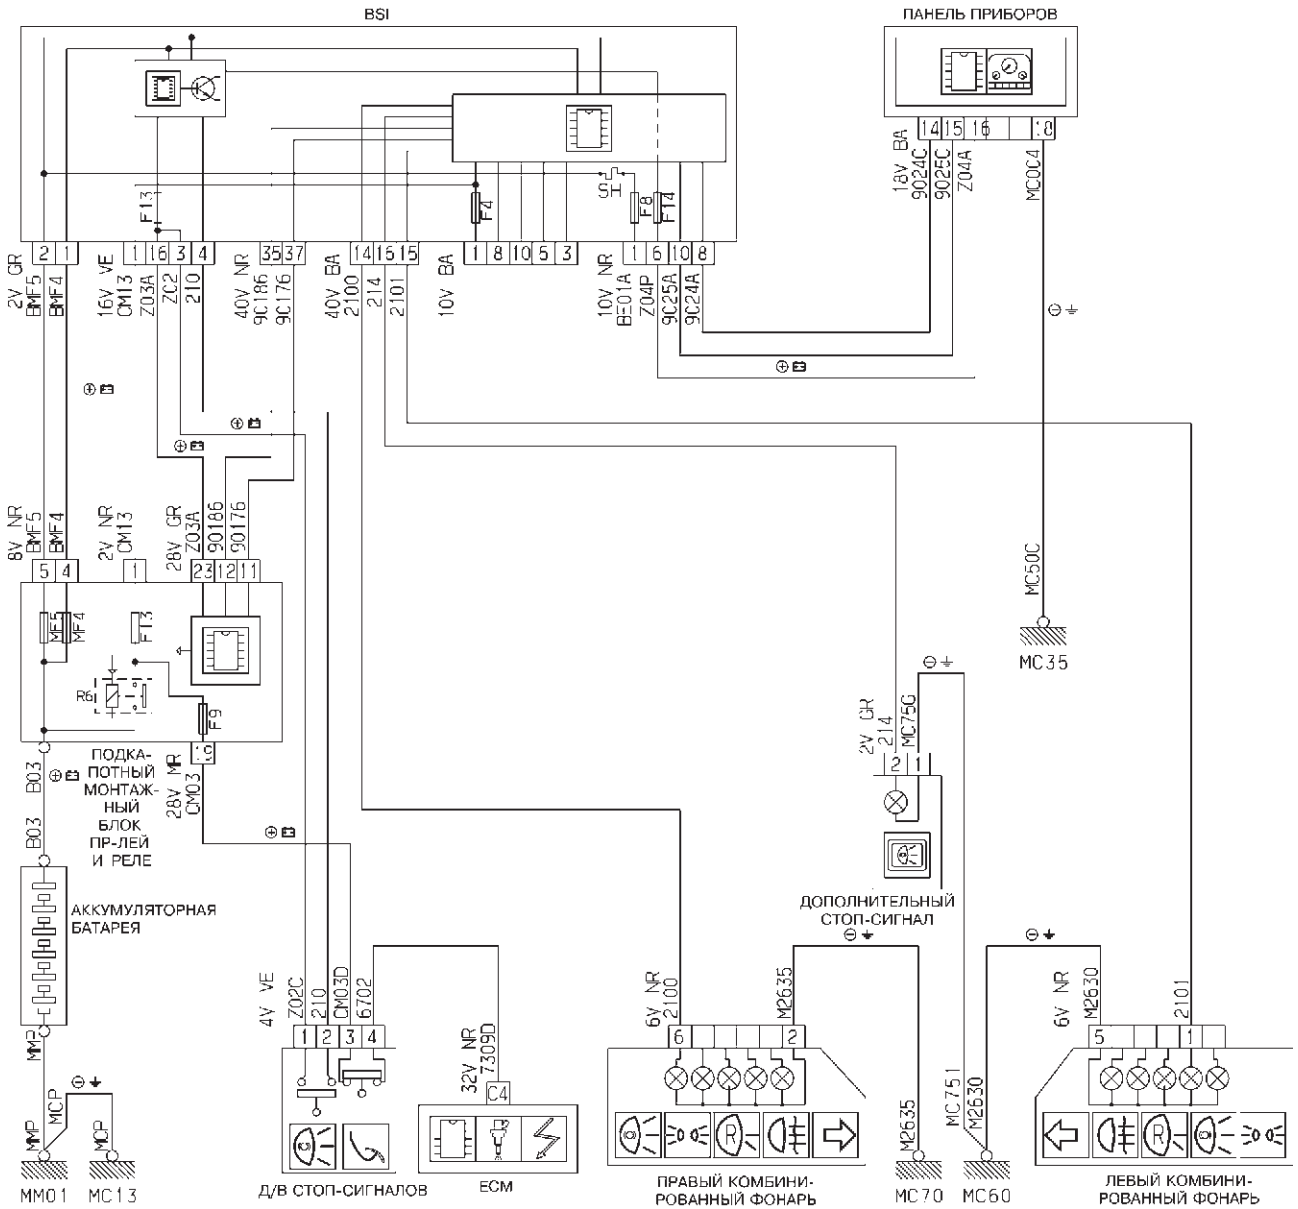 BSI
ПАНЕЛЬ ПРИБОРОВ
F13
F4
SH
F8
F14
14 15 16 18
18V BA
9024C
9025C
Z04A
MC0C4
2 1
1 16 3 4
35 37
14 16 15
1 8 10 6 3
1 6 10 8
2V GR
BMF5
BMF4
16V VE
CM13
Z03A
ZC2
210
40V NR
9C186
9C176
40V BA
2100
214
2101
10V BA
10V NR
BE01A
Z04P
9C25A
9C24A
8V NR
BMF5
BMF4
2V NR
CM13
28V GR
Z03A
90186
90176
5 4
1
23 12 11
MF5
MF4
F13
R6
F9
19
MC50C
MC35
ПОДКА-
ПОТНЫЙ
МОНТАЖ-
НЫЙ
БЛОК
ПР-ЛЕЙ
И РЕЛЕ
B03
B03
28V MR
CM03
2V GR
214
MC75G
2 1
ДОПОЛНИТЕЛЬНЫЙ
СТОП-СИГНАЛ
АККУМУЛЯТОРНАЯ
БАТАРЕЯ
4V VE
Z02C
210
CM03D
6702
1 2 3 4
32V NR
7309D
C4
6V NR
2100
M2635
6 2
6V NR
M2630
2101
5 1
MMP
MCP
MMP
MCP
R
R
M2635
MC751
M2630
MM01
MC13
Д/В СТОП-СИГНАЛОВ
ECM
ПРАВЫЙ КОМБИНИ-
РОВАННЫЙ ФОНАРЬ
MC70
MC60
ЛЕВЫЙ КОМБИНИ-
РОВАННЫЙ ФОНАРЬ